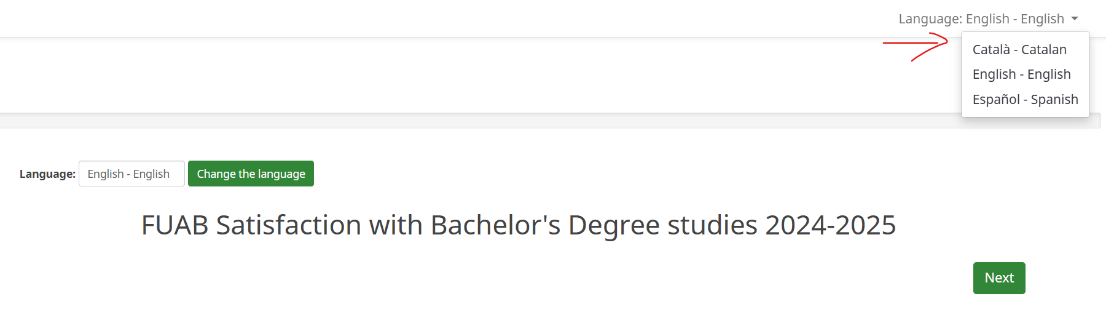 Language: English - English
Català - Catalan
English - English
Español - Spanish
Language: English - English Change the language
FUAB Satisfaction with Bachelor's Degree studies 2024-2025
Next